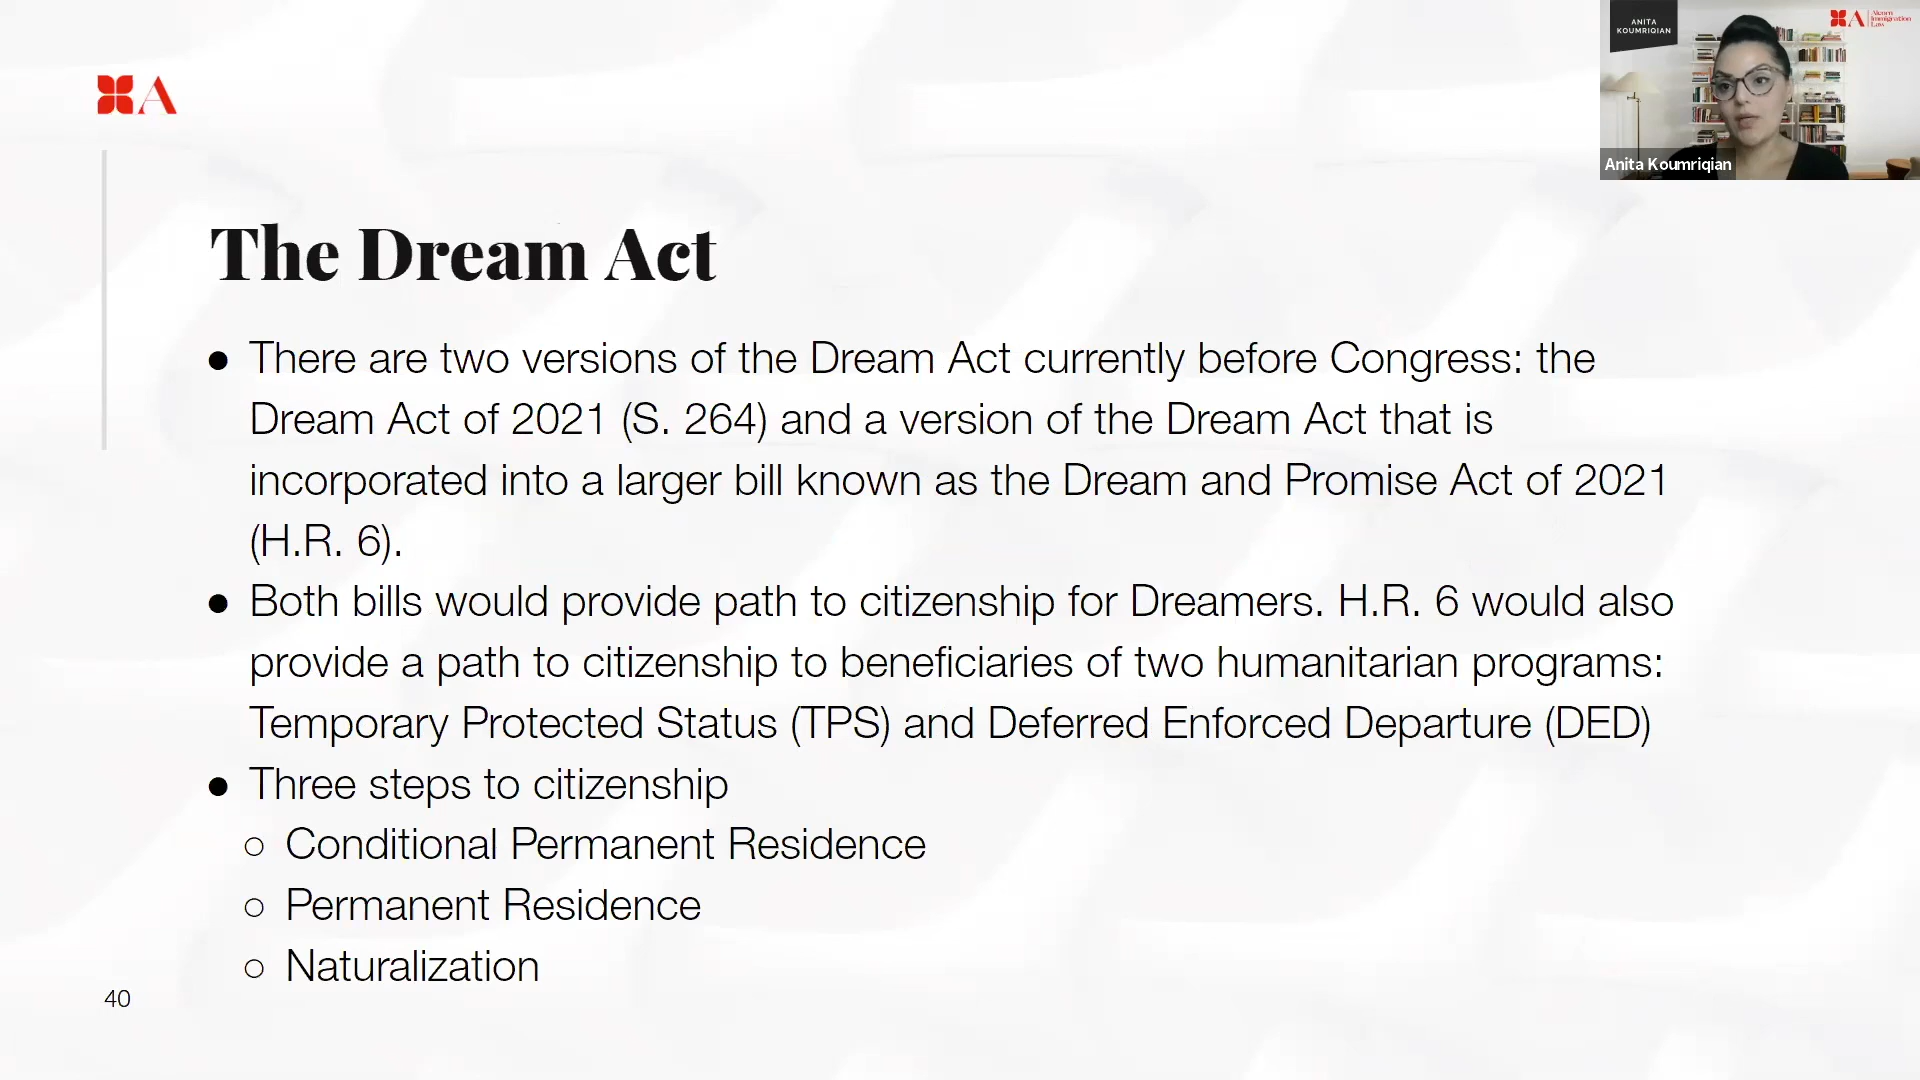 ANITA
KOUMRIQIAN
A
Alcorn
Immigration
Law
Anita Koumriqian
A
The Dream Act
● There are two versions of the Dream Act currently before Congress: the
Dream Act of 2021 (S. 264) and a version of the Dream Act that is
incorporated into a larger bill known as the Dream and Promise Act of 2021
(H.R. 6).
● Both bills would provide path to citizenship for Dreamers. H.R. 6 would also
provide a path to citizenship to beneficiaries of two humanitarian programs:
Temporary Protected Status (TPS) and Deferred Enforced Departure (DED)
● Three steps to citizenship
○ Conditional Permanent Residence
○ Permanent Residence
○ Naturalization
40